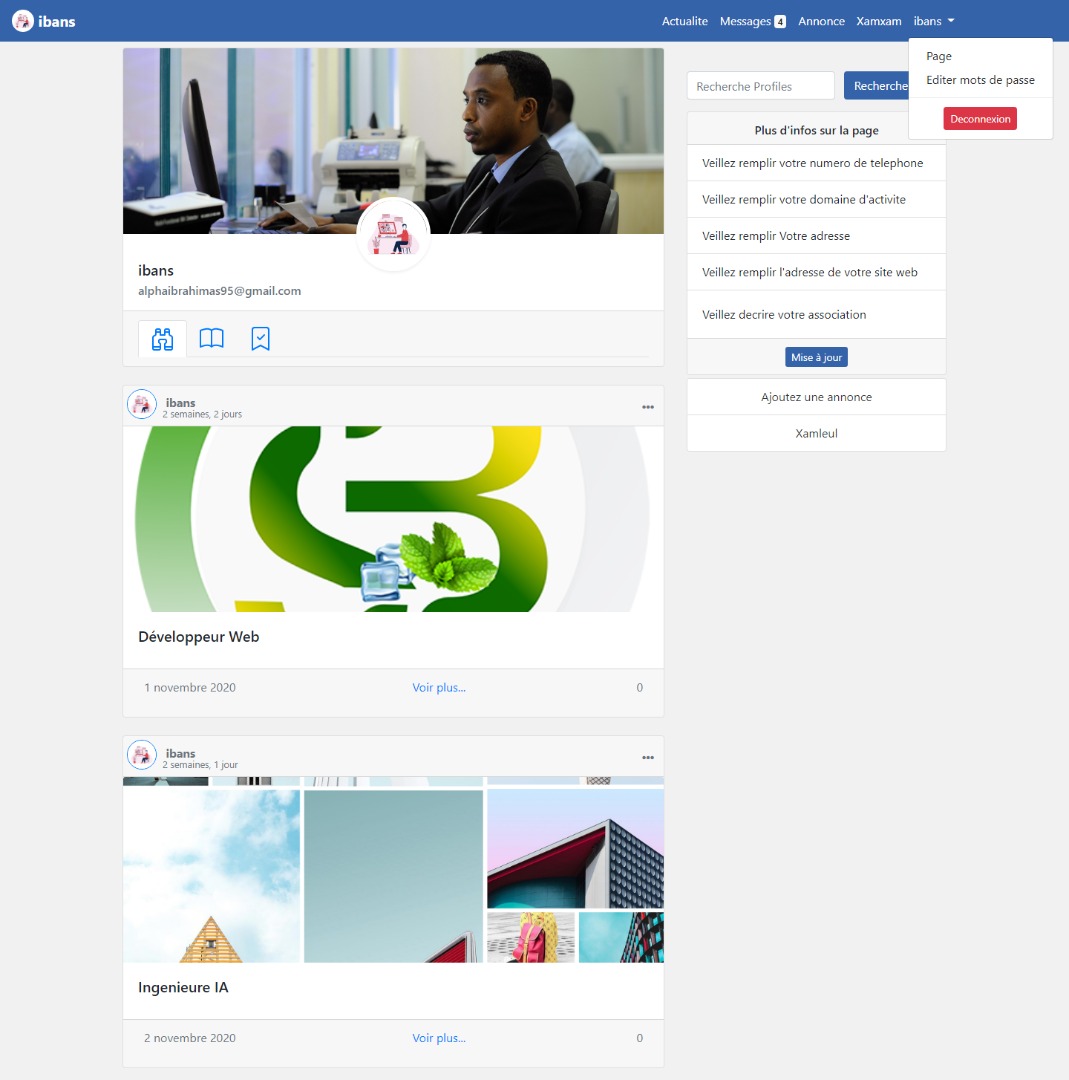 ibans
Actualite Messages 4 Annonce Xamxam ibans
Page
Editer mots de passe
Deconnexion
Recherche Profiles Recherche
ibans
alphaibrahimas95@gmail.com
Plus d'infos sur la page
Veillez remplir votre numero de telephone
Veillez remplir votre domaine d'activite
Veillez remplir Votre adresse
Veillez remplir l'adresse de votre site web
Veillez decrire votre association
Mise à jour
Ajoutez une annonce
Xamleul
ibans
2 semaines, 2 jours
Développeur Web
1 novembre 2020 Voir plus... 0
ibans
2 semaines, 1 jour
Ingenieure IA
2 novembre 2020 Voir plus... 0